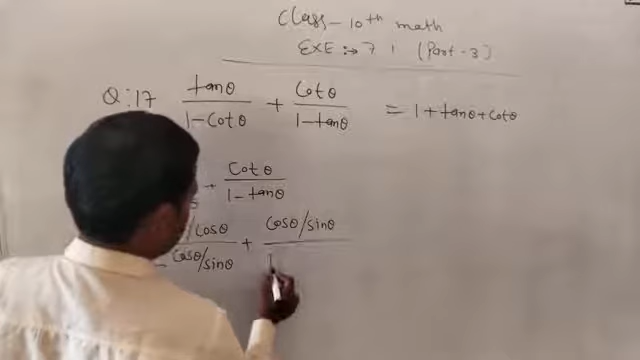 Class - 10th math
EXE :→ 7.1 (Part-3)
Q:17 tanθ/1-Cotθ + Cotθ/1-tanθ = 1+tanθ+Cotθ
+ Cotθ/1-tanθ
/Cosθ/- Cosθ/sinθ + Cosθ/sinθ